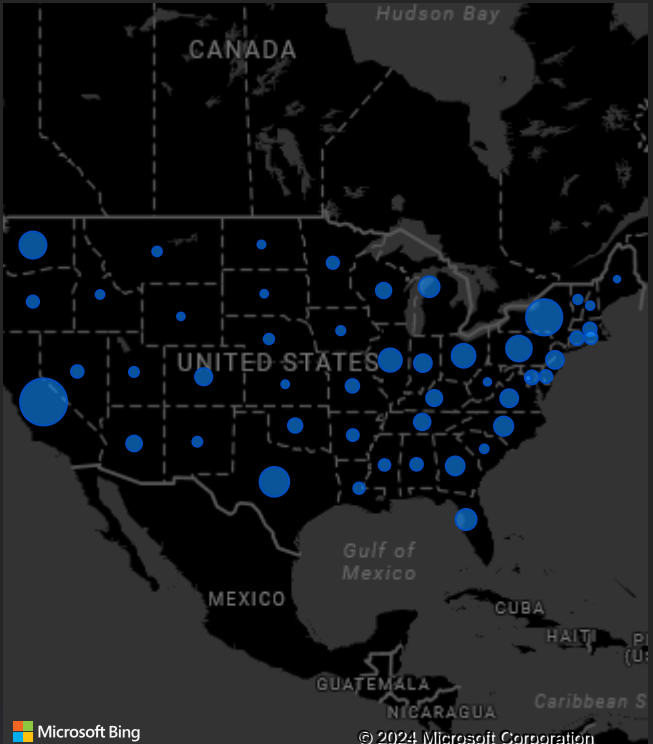 Hudson Bay
CANADA
UNITED STATES
Gulf of
Mexico
MEXICO
CUBA
HAITI
(U
GUATEMALA
NICARAGUA
Caribbean S
Microsoft Bing
© 2024 Microsoft Corporation